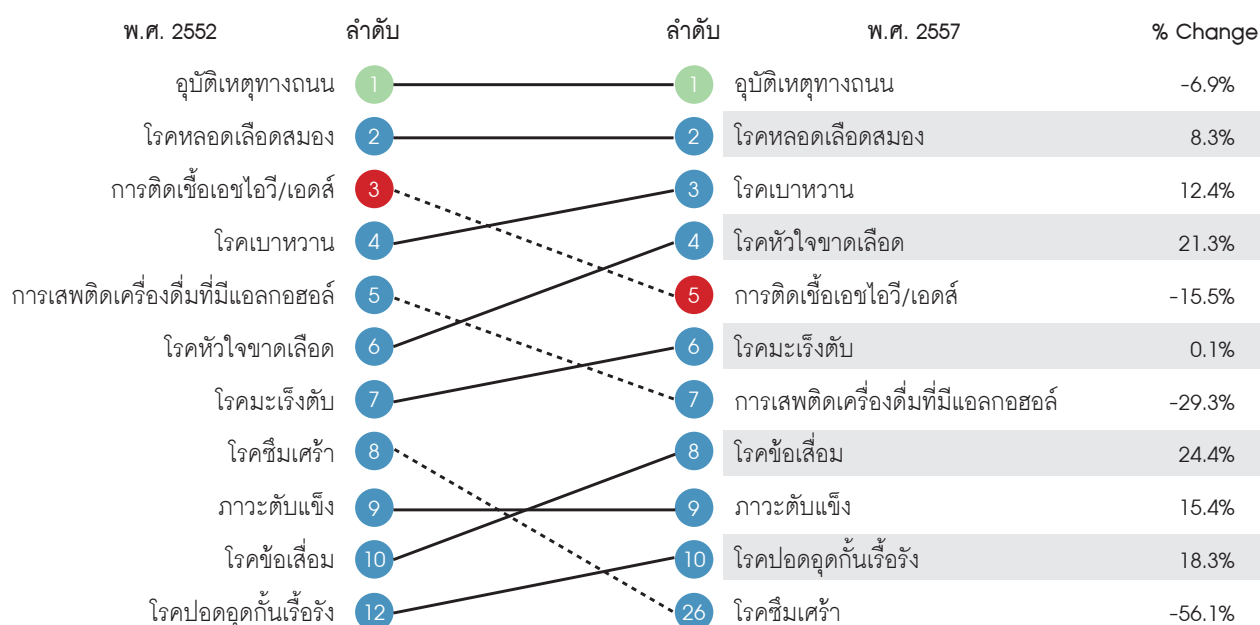 พ.ศ. 2552 ลำดับ ลำดับ พ.ศ. 2557 % Change
อุบัติเหตุทางถนน 1 1 อุบัติเหตุทางถนน -6.9%
โรคหลอดเลือดสมอง 2 2 โรคหลอดเลือดสมอง 8.3%
การติดเชื้อเอชไอวี/เอดส์ 3 3 โรคเบาหวาน 12.4%
โรคเบาหวาน 4 4 โรคหัวใจขาดเลือด 21.3%
การเสพติดเครื่องดื่มที่มีแอลกอฮอล์ 5 5 การติดเชื้อเอชไอวี/เอดส์ -15.5%
โรคหัวใจขาดเลือด 6 6 โรคมะเร็งตับ 0.1%
โรคมะเร็งตับ 7 7 การเสพติดเครื่องดื่มที่มีแอลกอฮอล์ -29.3%
โรคซึมเศร้า 8 8 โรคข้อเสื่อม 24.4%
ภาวะตับแข็ง 9 9 ภาวะตับแข็ง 15.4%
โรคข้อเสื่อม 10 10 โรคปอดอุดกั้นเรื้อรัง 18.3%
โรคปอดอุดกั้นเรื้อรัง 12 26 โรคซึมเศร้า -56.1%